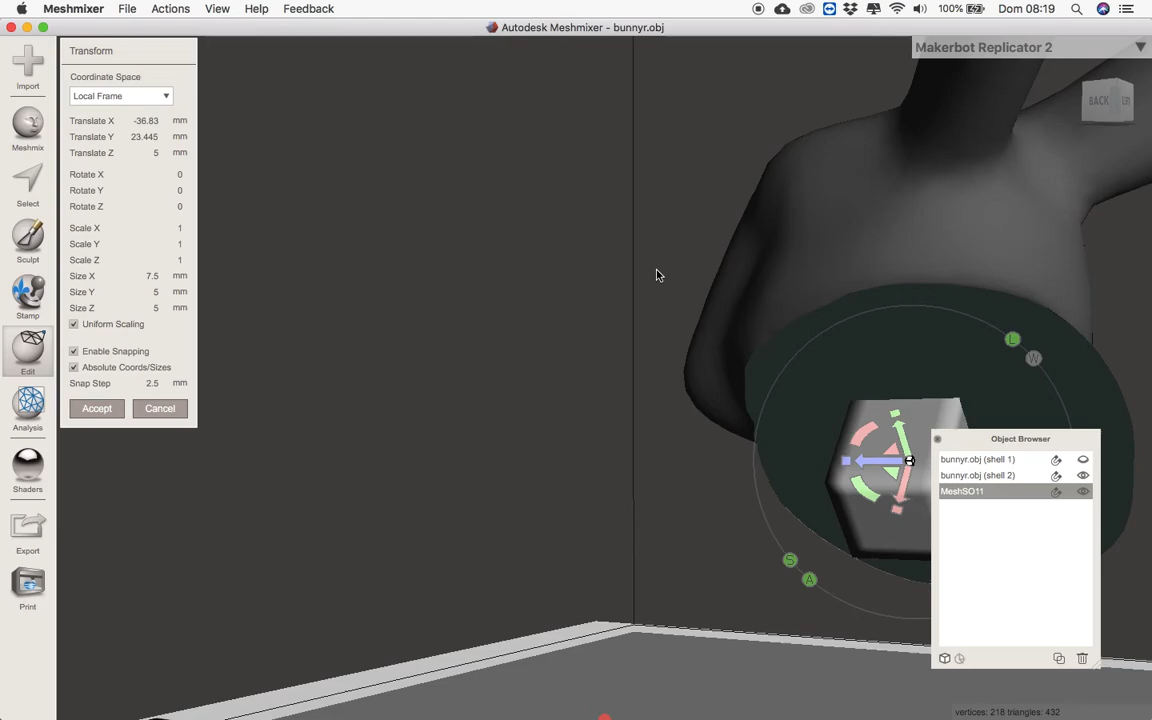 Meshmixer File Actions View Help Feedback 100% Dom 08:19
Autodesk Meshmixer - bunnyr.obj
Import
Meshmix
Select
Sculpt
Stamp
Edit
Analysis
Shaders
Export
Print
Transform
Coordinate Space
Local Frame
Translate X -36.83 mm
Translate Y 23.445 mm
Translate Z 5 mm
Rotate X 0
Rotate Y 0
Rotate Z 0
Scale X 1
Scale Y 1
Scale Z 1
Size X 7.5 mm
Size Y 5 mm
Size Z 5 mm
Uniform Scaling
Enable Snapping
Absolute Coords/Sizes
Snap Step 2.5 mm
Accept Cancel
Makerbot Replicator 2
BACK
L
W
S
A
Object Browser
bunnyr.obj (shell 1)
bunnyr.obj (shell 2)
MeshSO11
vertices: 218 triangles: 432